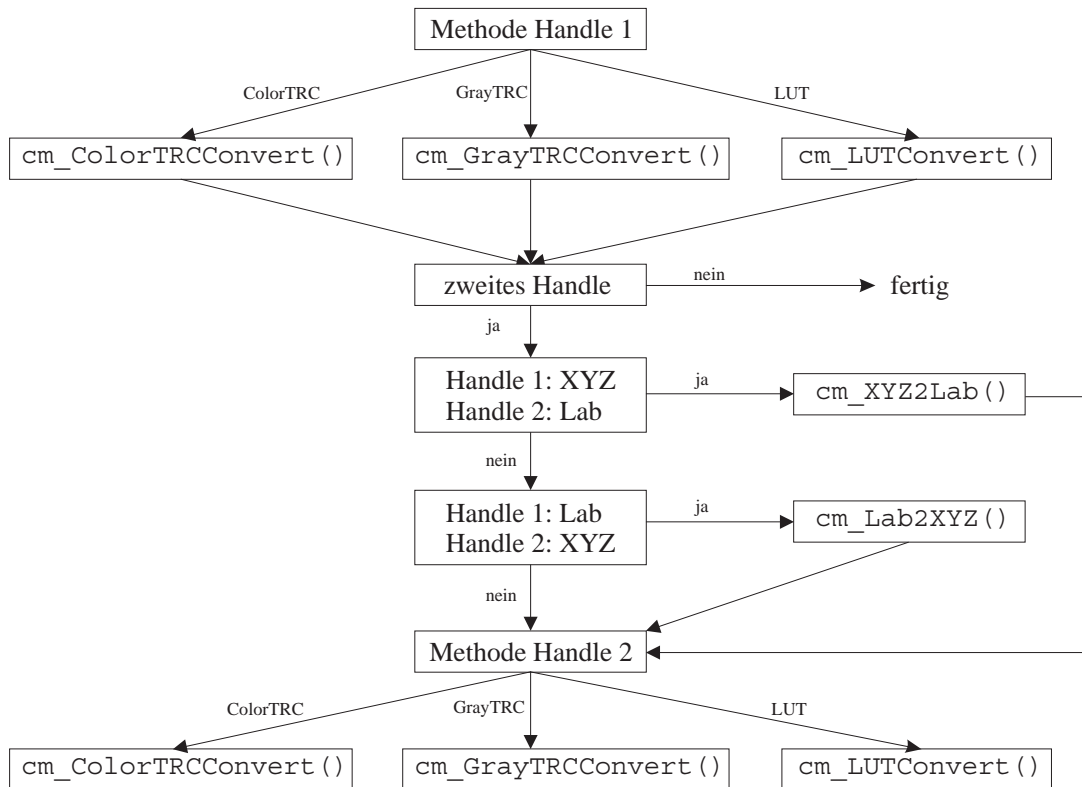 Methode Handle 1
ColorTRC
GrayTRC
LUT
cm_ColorTRCConvert()
cm_GrayTRCConvert()
cm_LUTConvert()
zweites Handle
nein
fertig
ja
Handle 1: XYZ
Handle 2: Lab
ja
cm_XYZ2Lab()
nein
Handle 1: Lab
Handle 2: XYZ
ja
cm_Lab2XYZ()
nein
Methode Handle 2
ColorTRC
GrayTRC
LUT
cm_ColorTRCConvert()
cm_GrayTRCConvert()
cm_LUTConvert()